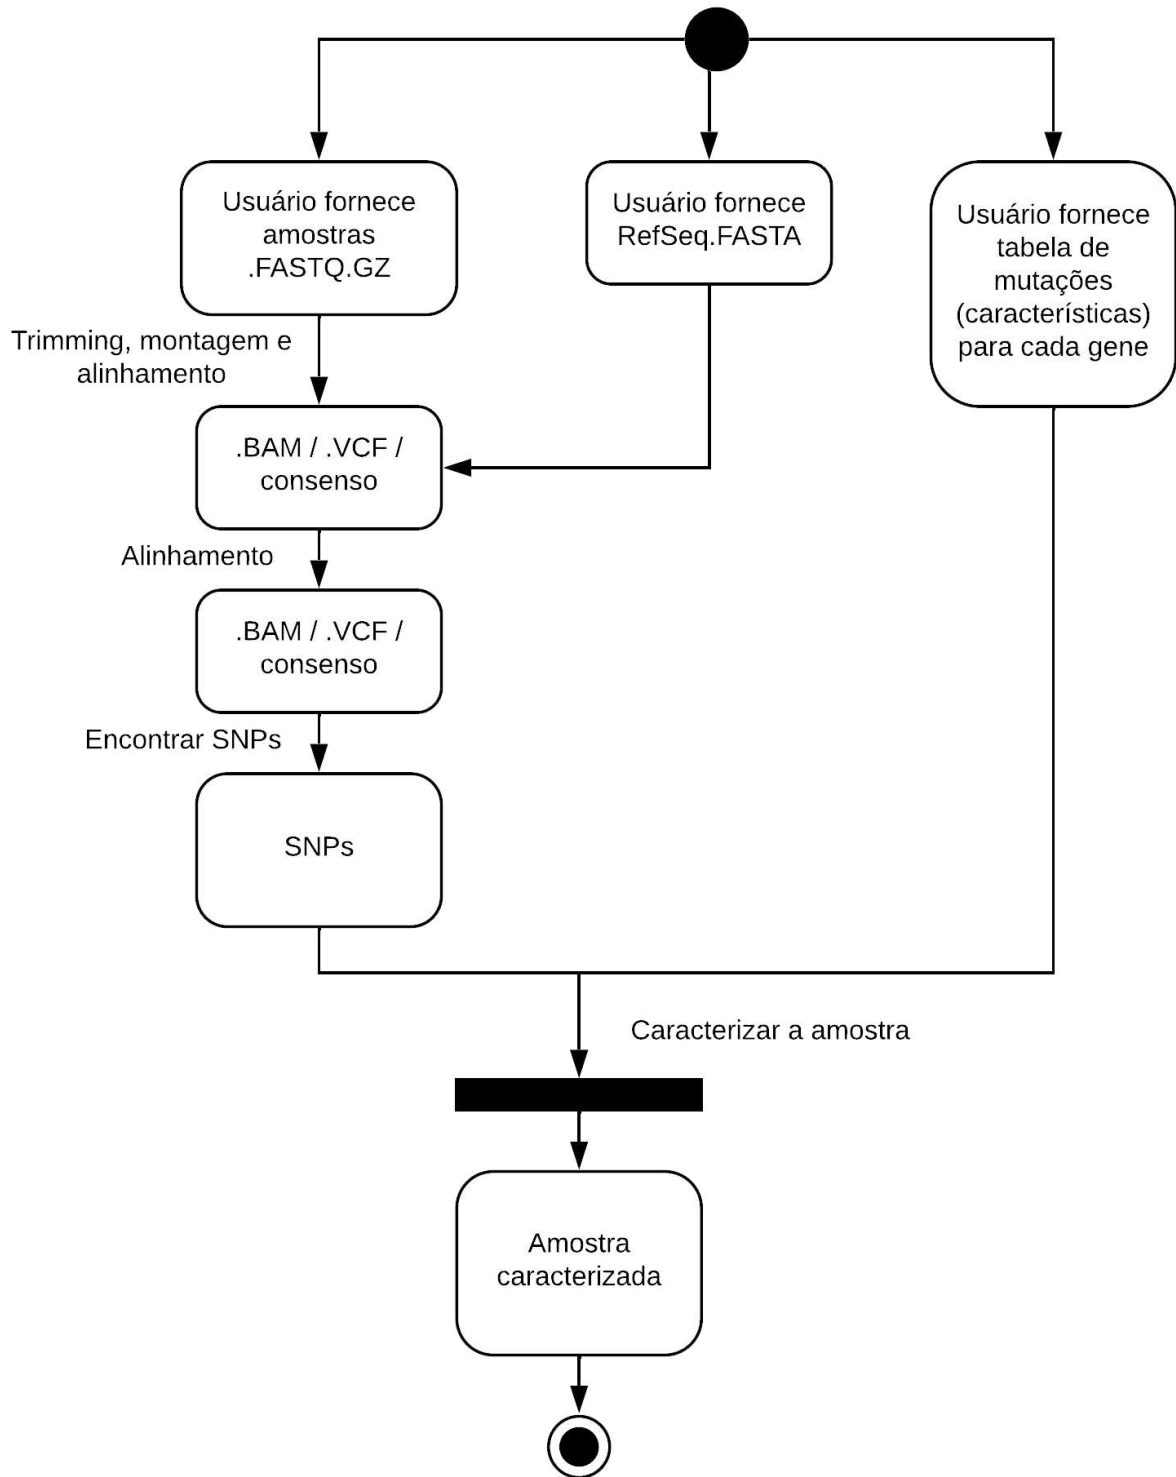 Usuário fornece
amostras
.FASTQ.GZ
Usuário fornece
RefSeq.FASTA
Usuário fornece
tabela de
mutações
(características)
para cada gene
Trimming, montagem e
alinhamento
.BAM / .VCF /
consenso
Alinhamento
.BAM / .VCF /
consenso
Encontrar SNPs
SNPs
Caracterizar a amostra
Amostra
caracterizada